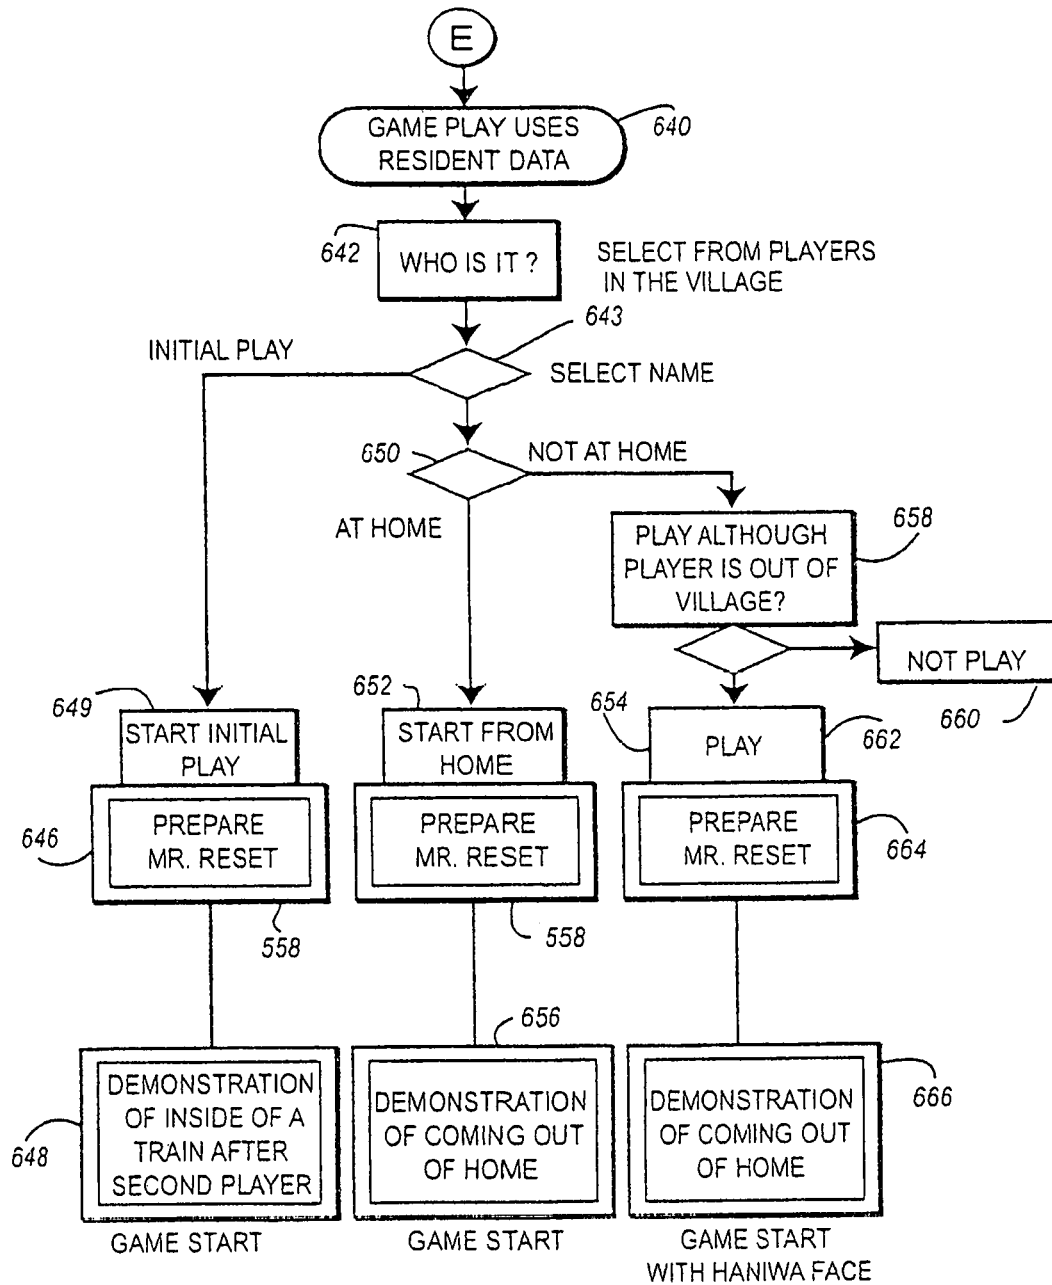 E
GAME PLAY USES
RESIDENT DATA
640
642
WHO IS IT ?
SELECT FROM PLAYERS
IN THE VILLAGE
643
INITIAL PLAY
SELECT NAME
650
NOT AT HOME
AT HOME
PLAY ALTHOUGH
PLAYER IS OUT OF
VILLAGE?
658
NOT PLAY
660
649
START INITIAL
PLAY
652
START FROM
HOME
654
PLAY
662
646
PREPARE
MR. RESET
558
PREPARE
MR. RESET
558
PREPARE
MR. RESET
664
648
DEMONSTRATION
OF INSIDE OF A
TRAIN AFTER
SECOND PLAYER
GAME START
656
DEMONSTRATION
OF COMING OUT
OF HOME
GAME START
666
DEMONSTRATION
OF COMING OUT
OF HOME
GAME START
WITH HANIWA FACE